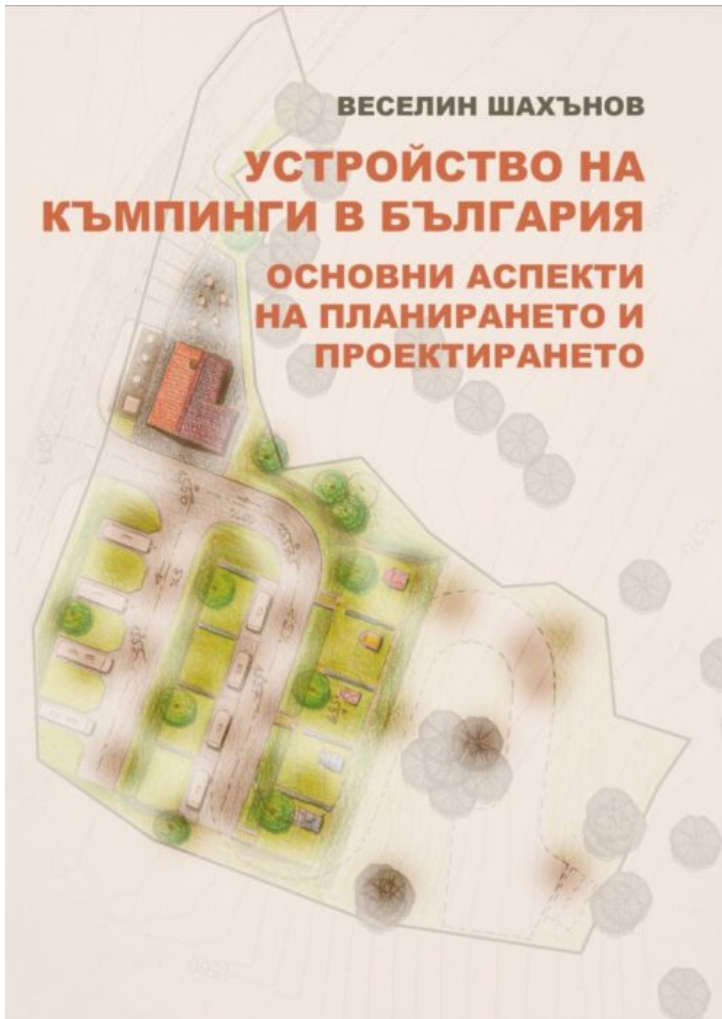 ВЕСЕЛИН ШАХЪНОВ
УСТРОЙСТВО НА
КЪМПИНГИ В БЪЛГАРИЯ
ОСНОВНИ АСПЕКТИ
НА ПЛАНИРАНЕТО И
ПРОЕКТИРАНЕТО